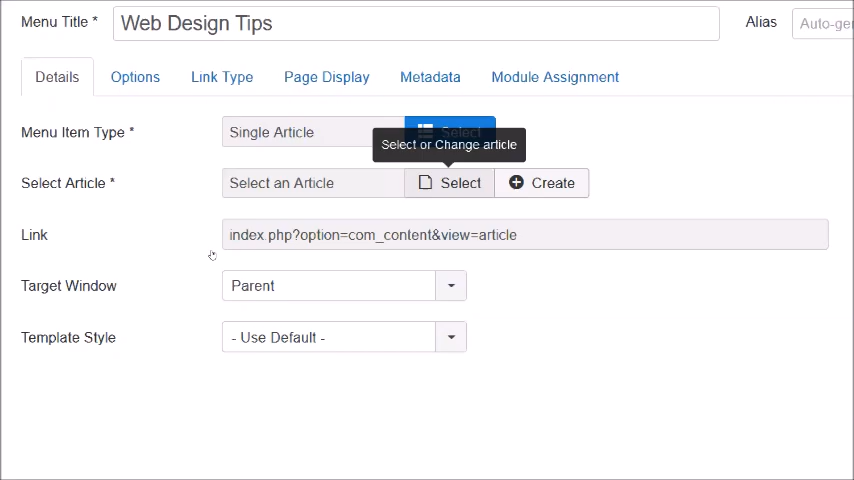 Menu Title * Web Design Tips Alias Auto-gen
Details Options Link Type Page Display Metadata Module Assignment
Menu Item Type * Single Article Select
Select or Change article
Select Article * Select an Article Select Create
Link index.php?option=com_content&view=article
Target Window Parent
Template Style - Use Default -